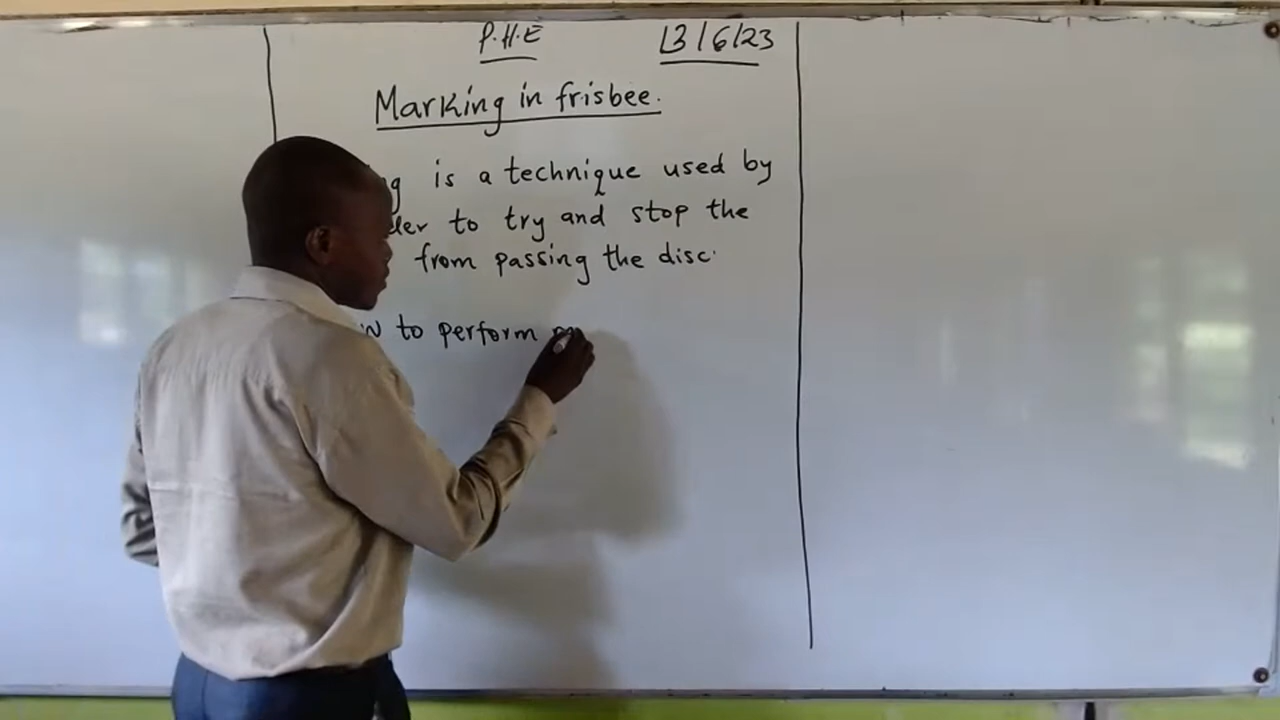 P.H.E 13/6/23
Marking in frisbee.
is a technique used by
to try and stop the
from passing the disc.
to perform